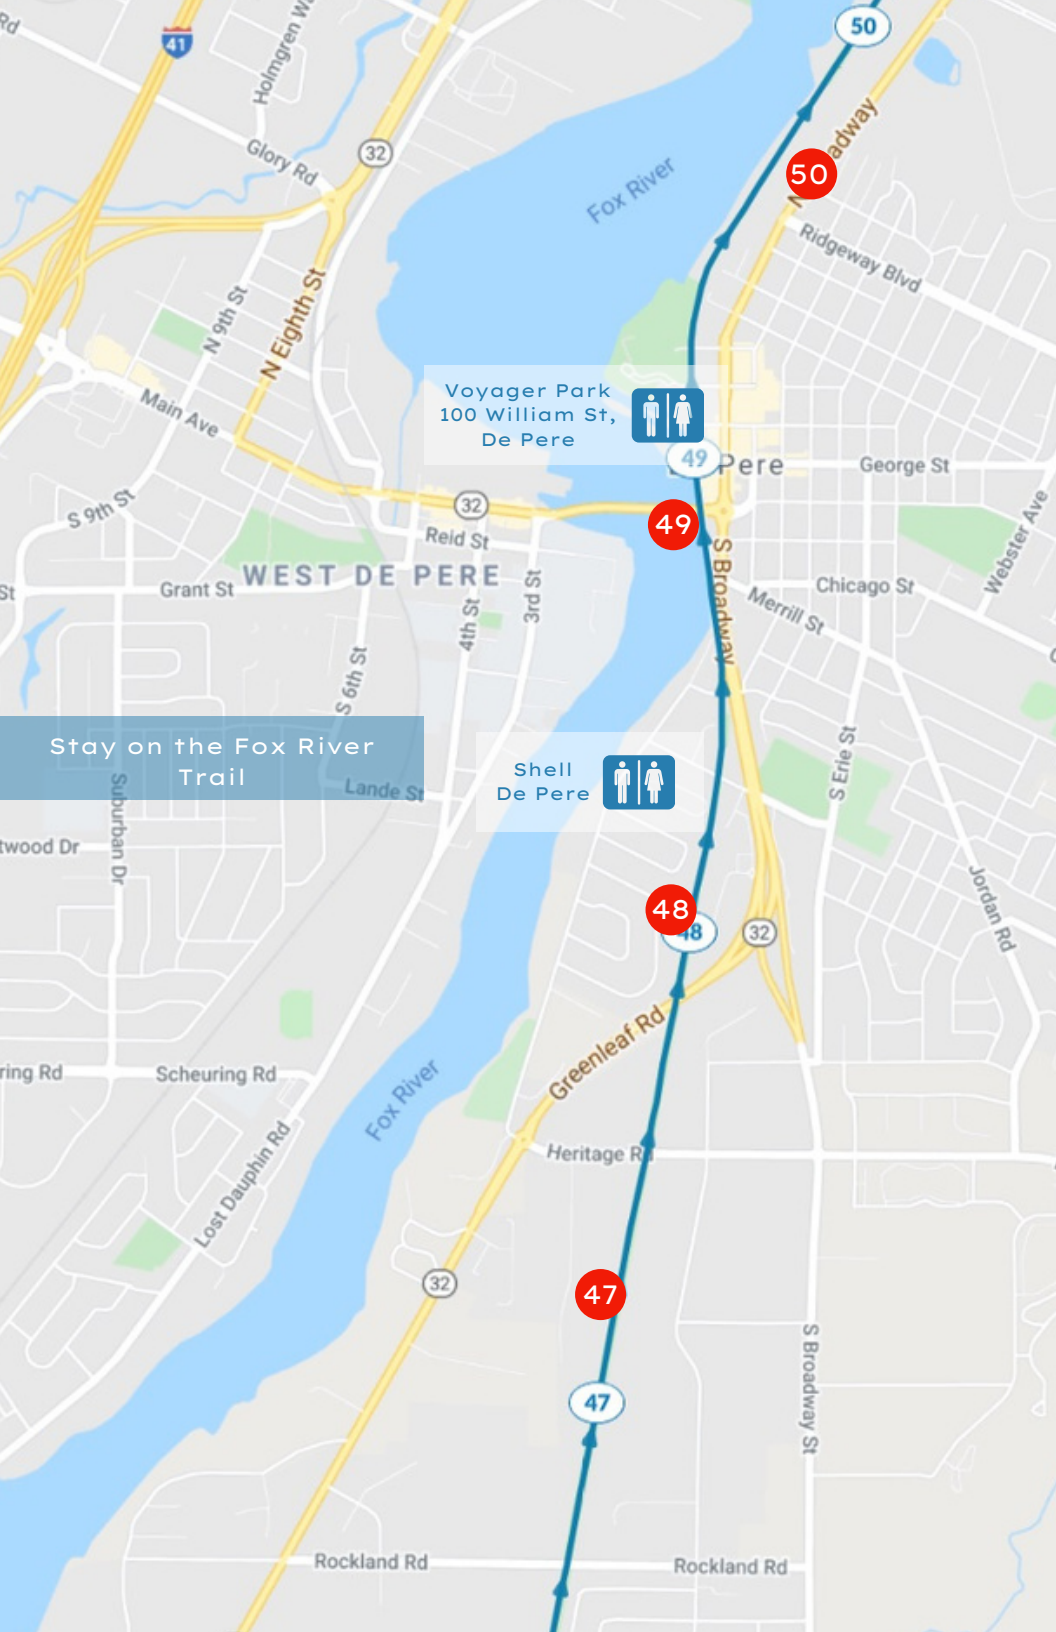 50
41
Holmgren W
Rd
32
Glory Rd
Fox River
adway
50
N
Ridgeway Blvd
N 9th St
N Eighth St
Voyager Park
100 William St,
De Pere
Main Ave
49
Pere
George St
S 9th St
32
Reid St
49
S Broadway
Webster Ave
WEST DE PERE
St
Grant St
Chicago St
Merrill St
3rd St
4th St
S 6th St
Stay on the Fox River
Trail
Shell
De Pere
S Erie St
Suburban Dr
Lande St
twood Dr
Jordan Rd
48
48
32
Greenleaf Rd
ring Rd
Scheuring Rd
Fox River
Heritage Rd
Lost Dauphin Rd
32
47
S Broadway St
47
Rockland Rd
Rockland Rd